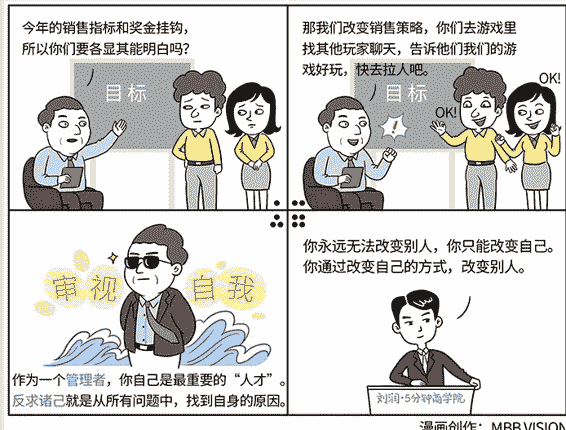 今年的销售指标和奖金挂钩，
所以你们要各显其能明白吗？
目标
那我们改变销售策略，你们去游戏里
找其他玩家聊天，告诉他们我们的游
戏好玩，快去拉人吧。
目标
OK!
OK!
!
审视 自我
作为一个管理者，你自己是最重要的“人才”。
反求诸己就是从所有问题中，找到自身的原因。
你永远无法改变别人，你只能改变自己。
你通过改变自己的方式，改变别人。
刘润·5分钟商学院
漫画创作：MBB VISION